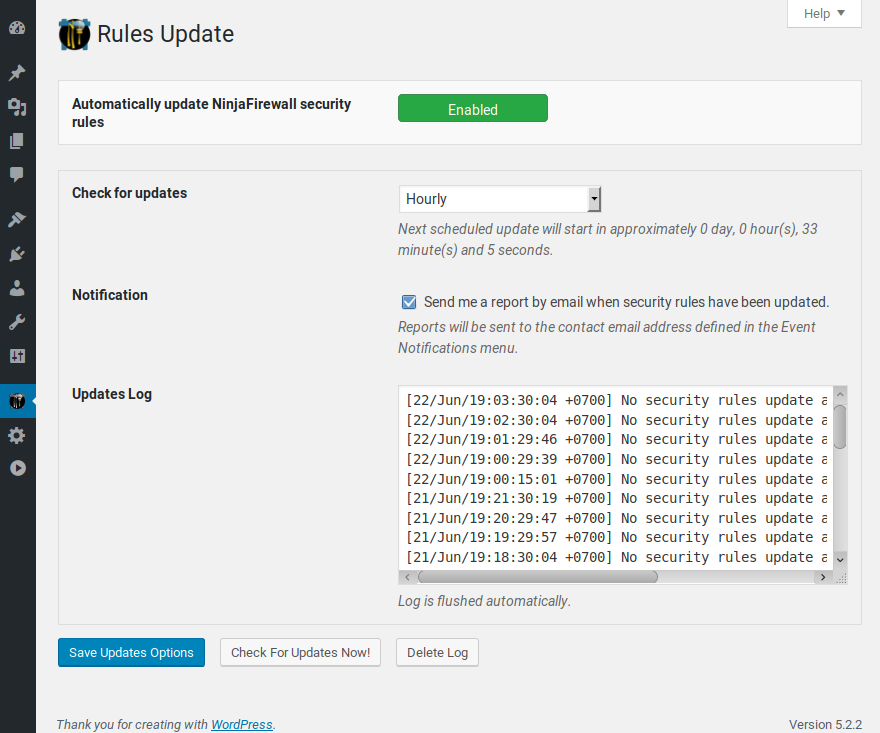 Help
Rules Update
Automatically update NinjaFirewall security
rules
Enabled
Check for updates
Hourly
Next scheduled update will start in approximately 0 day, 0 hour(s), 33
minute(s) and 5 seconds.
Notification
Send me a report by email when security rules have been updated.
Reports will be sent to the contact email address defined in the Event
Notifications menu.
Updates Log
[22/Jun/19:03:30:04 +0700] No security rules update a
[22/Jun/19:02:30:04 +0700] No security rules update a
[22/Jun/19:01:29:46 +0700] No security rules update a
[22/Jun/19:00:29:39 +0700] No security rules update a
[22/Jun/19:00:15:01 +0700] No security rules update a
[21/Jun/19:21:30:19 +0700] No security rules update a
[21/Jun/19:20:29:47 +0700] No security rules update a
[21/Jun/19:19:29:57 +0700] No security rules update a
[21/Jun/19:18:30:04 +0700] No security rules update a
Log is flushed automatically.
Save Updates Options
Check For Updates Now!
Delete Log
Thank you for creating with WordPress.
Version 5.2.2